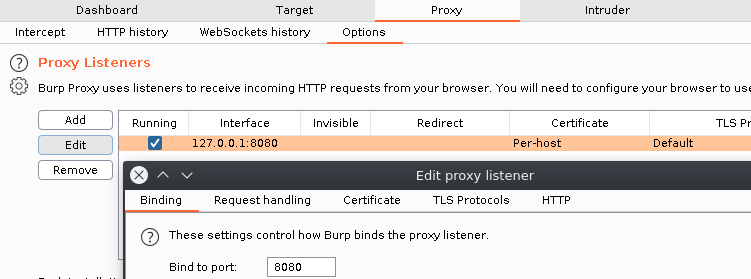 Dashboard Target Proxy Intruder
Intercept HTTP history WebSockets history Options
? Proxy Listeners
Burp Proxy uses listeners to receive incoming HTTP requests from your browser. You will need to configure your browser to use
Add Running Interface Invisible Redirect Certificate TLS Pr
Edit 127.0.0.1:8080 Per-host Default
Remove
Edit proxy listener
Binding Request handling Certificate TLS Protocols HTTP
? These settings control how Burp binds the proxy listener.
Bind to port: 8080